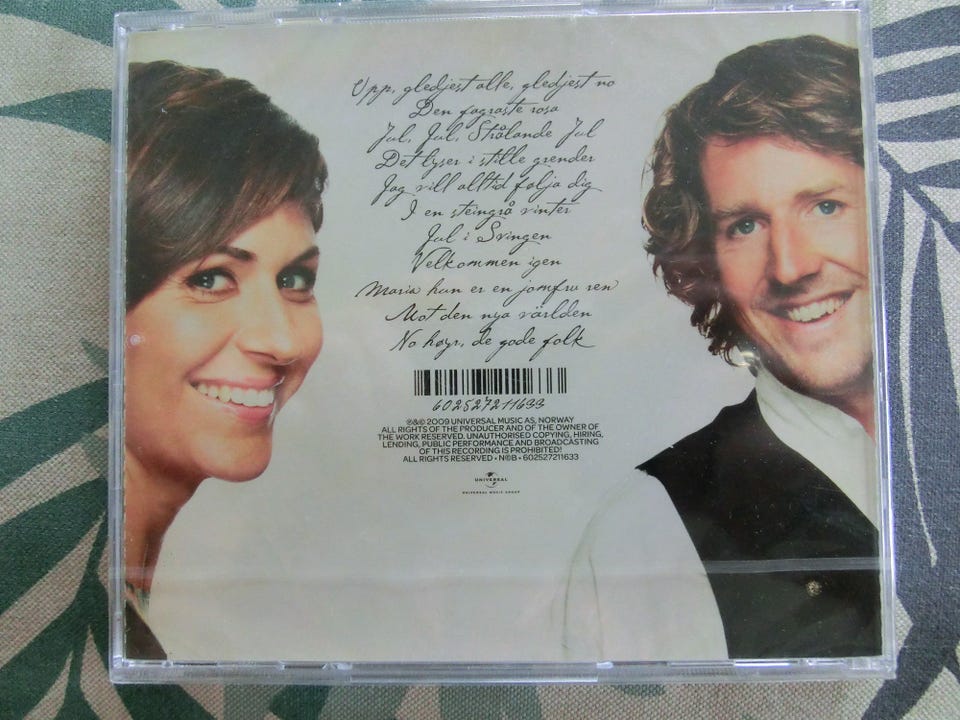 Opp, gledjest alle, gledjest no
Den fagraste rosa
Jul, Jul, Strålande Jul
Det lyser i stille grender
Jag vill alltid följa dig
I en steingrå vinter
Jul i Svingen
Velkommen igen
Maria hun er en jomfru ren
Mot den nya världen
No høyr, de gode folk
602527211633
℗&© 2009 UNIVERSAL MUSIC AS, NORWAY
ALL RIGHTS OF THE PRODUCER AND OF THE OWNER OF
THE WORK RESERVED. UNAUTHORISED COPYING, HIRING,
LENDING, PUBLIC PERFORMANCE AND BROADCASTING
OF THIS RECORDING IS PROHIBITED!
ALL RIGHTS RESERVED • N©B • 602527211633
UNIVERSAL
UNIVERSAL MUSIC GROUP